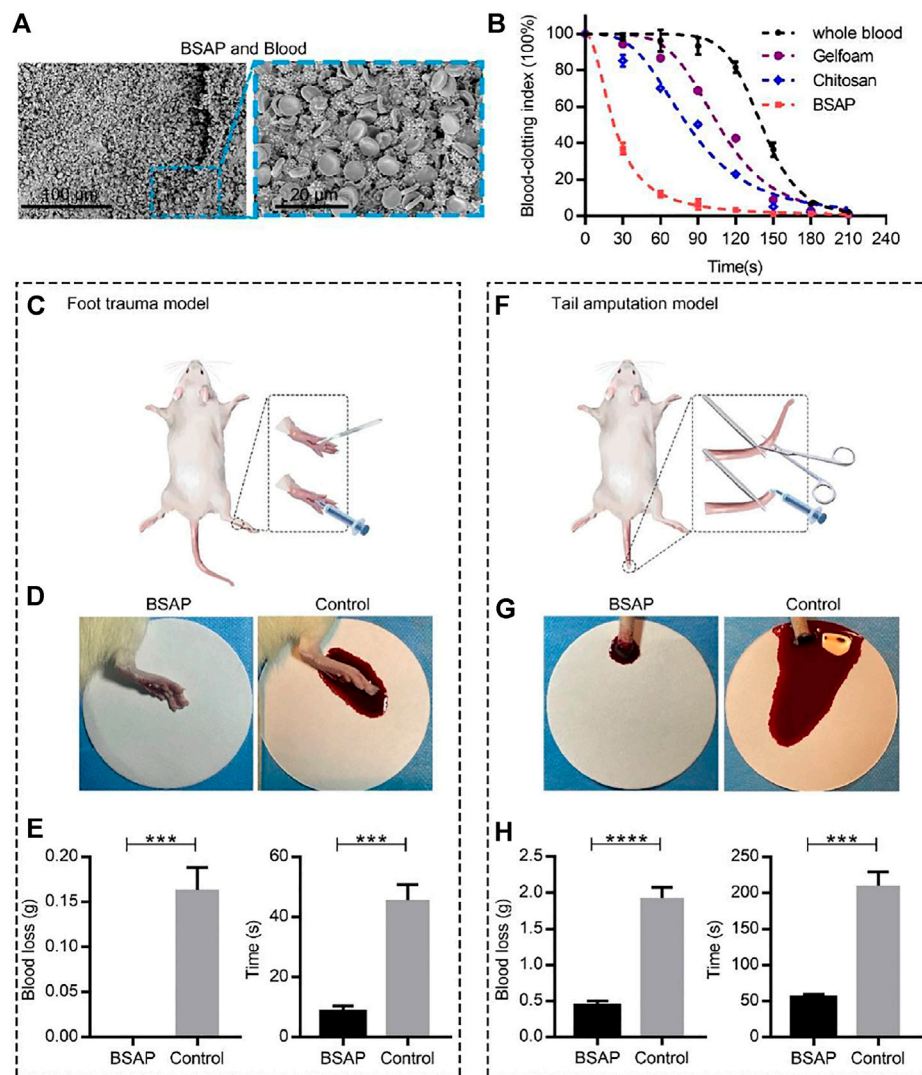 A
BSAP and Blood
100 μm
20 μm
B
Blood-clotting index (100%)
100
80
60
40
20
0
0 30 60 90 120 150 180 210 240
Time(s)
whole blood
Gelfoam
Chitosan
BSAP
C Foot trauma model
D
BSAP Control
E
Blood loss (g)
0.20
0.15
0.10
0.05
0.00
***
BSAP Control
Time (s)
60
40
20
0
***
BSAP Control
F Tail amputation model
G
BSAP Control
H
Blood loss (g)
2.5
2.0
1.5
1.0
0.5
0.0
****
BSAP Control
Time (s)
250
200
150
100
50
0
***
BSAP Control